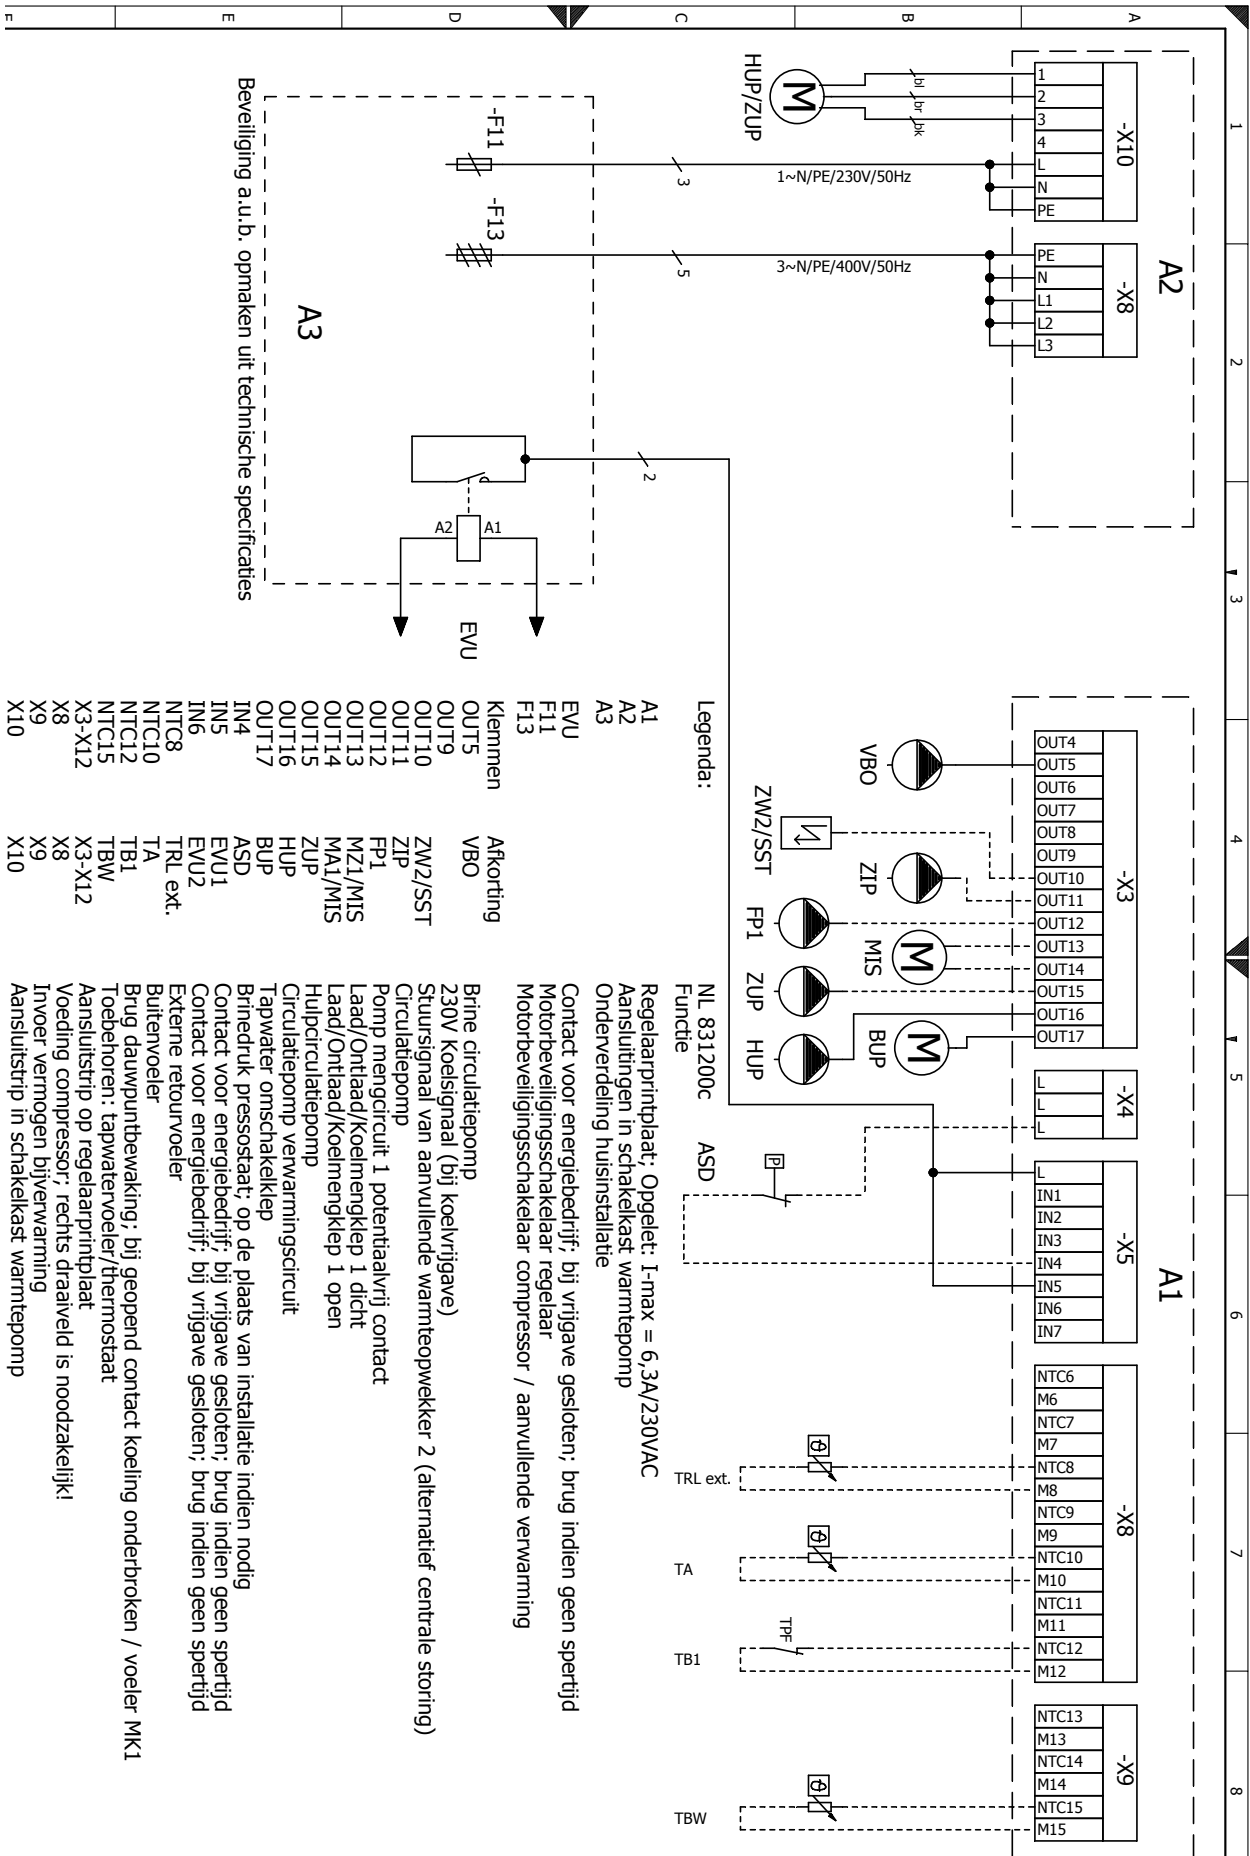 A
B
C
D
E
F
1
2
3
4
5
6
7
8
A2
-X10
1
2
3
4
L
N
PE
-X8
PE
N
L1
L2
L3
bl
br
bk
HUP/ZUP
M
1~N/PE/230V/50Hz
3
3~N/PE/400V/50Hz
5
2
-F11
-F13
A3
A2
A1
EVU
Beveiliging a.u.b. opmaken uit technische specificaties
A1
-X3
OUT4
OUT5
OUT6
OUT7
OUT8
OUT9
OUT10
OUT11
OUT12
OUT13
OUT14
OUT15
OUT16
OUT17
-X4
L
L
L
-X5
L
IN1
IN2
IN3
IN4
IN5
IN6
IN7
-X8
NTC6
M6
NTC7
M7
NTC8
M8
NTC9
M9
NTC10
M10
NTC11
M11
NTC12
M12
-X9
NTC13
M13
NTC14
M14
NTC15
M15
VBO
ZW2/SST
ZIP
FP1
M
MIS
ZUP
HUP
M
BUP
ASD
P
ϑ
TRL ext.
ϑ
TA
TPF
TB1
ϑ
TBW
Legenda: NL 831200c
Functie
A1 Regelaarprintplaat; Opgelet: I-max = 6,3A/230VAC
A2 Aansluitingen in schakelkast warmtepomp
A3 Onderverdeling huisinstallatie
EVU Contact voor energiebedrijf; bij vrijgave gesloten; brug indien geen spertijd
F11 Motorbeveiligingsschakelaar regelaar
F13 Motorbeveiligingsschakelaar compressor / aanvullende verwarming
Klemmen Afkorting
OUT5 VBO Brine circulatiepomp
OUT9 230V Koelsignaal (bij koelvrijgave)
OUT10 ZW2/SST Stuursignaal van aanvullende warmteopwekker 2 (alternatief centrale storing)
OUT11 ZIP Circulatiepomp
OUT12 FP1 Pomp mengcircuit 1 potentiaalvrij contact
OUT13 MZ1/MIS Laad/Ontlaad/Koelmengklep 1 dicht
OUT14 MA1/MIS Laad/Ontlaad/Koelmengklep 1 open
OUT15 ZUP Hulpcirculatiepomp
OUT16 HUP Circulatiepomp verwarmingscircuit
OUT17 BUP Tapwater omschakelklep
IN4 ASD Brinedruk pressostaat; op de plaats van installatie indien nodig
IN5 EVU1 Contact voor energiebedrijf; bij vrijgave gesloten; brug indien geen spertijd
IN6 EVU2 Contact voor energiebedrijf; bij vrijgave gesloten; brug indien geen spertijd
NTC8 TRL ext. Externe retourvoeler
NTC10 TA Buitenvoeler
NTC12 TB1 Brug dauwpuntbewaking; bij geopend contact koeling onderbroken / voeler MK1
NTC15 TBW Toebehoren: tapwatervoeler/thermostaat
X3-X12 X3-X12 Aansluitstrip op regelaarprintplaat
X8 X8 Voeding compressor; rechts draaiveld is noodzakelijk!
X9 X9 Invoer vermogen bijverwarming
X10 X10 Aansluitstrip in schakelkast warmtepomp